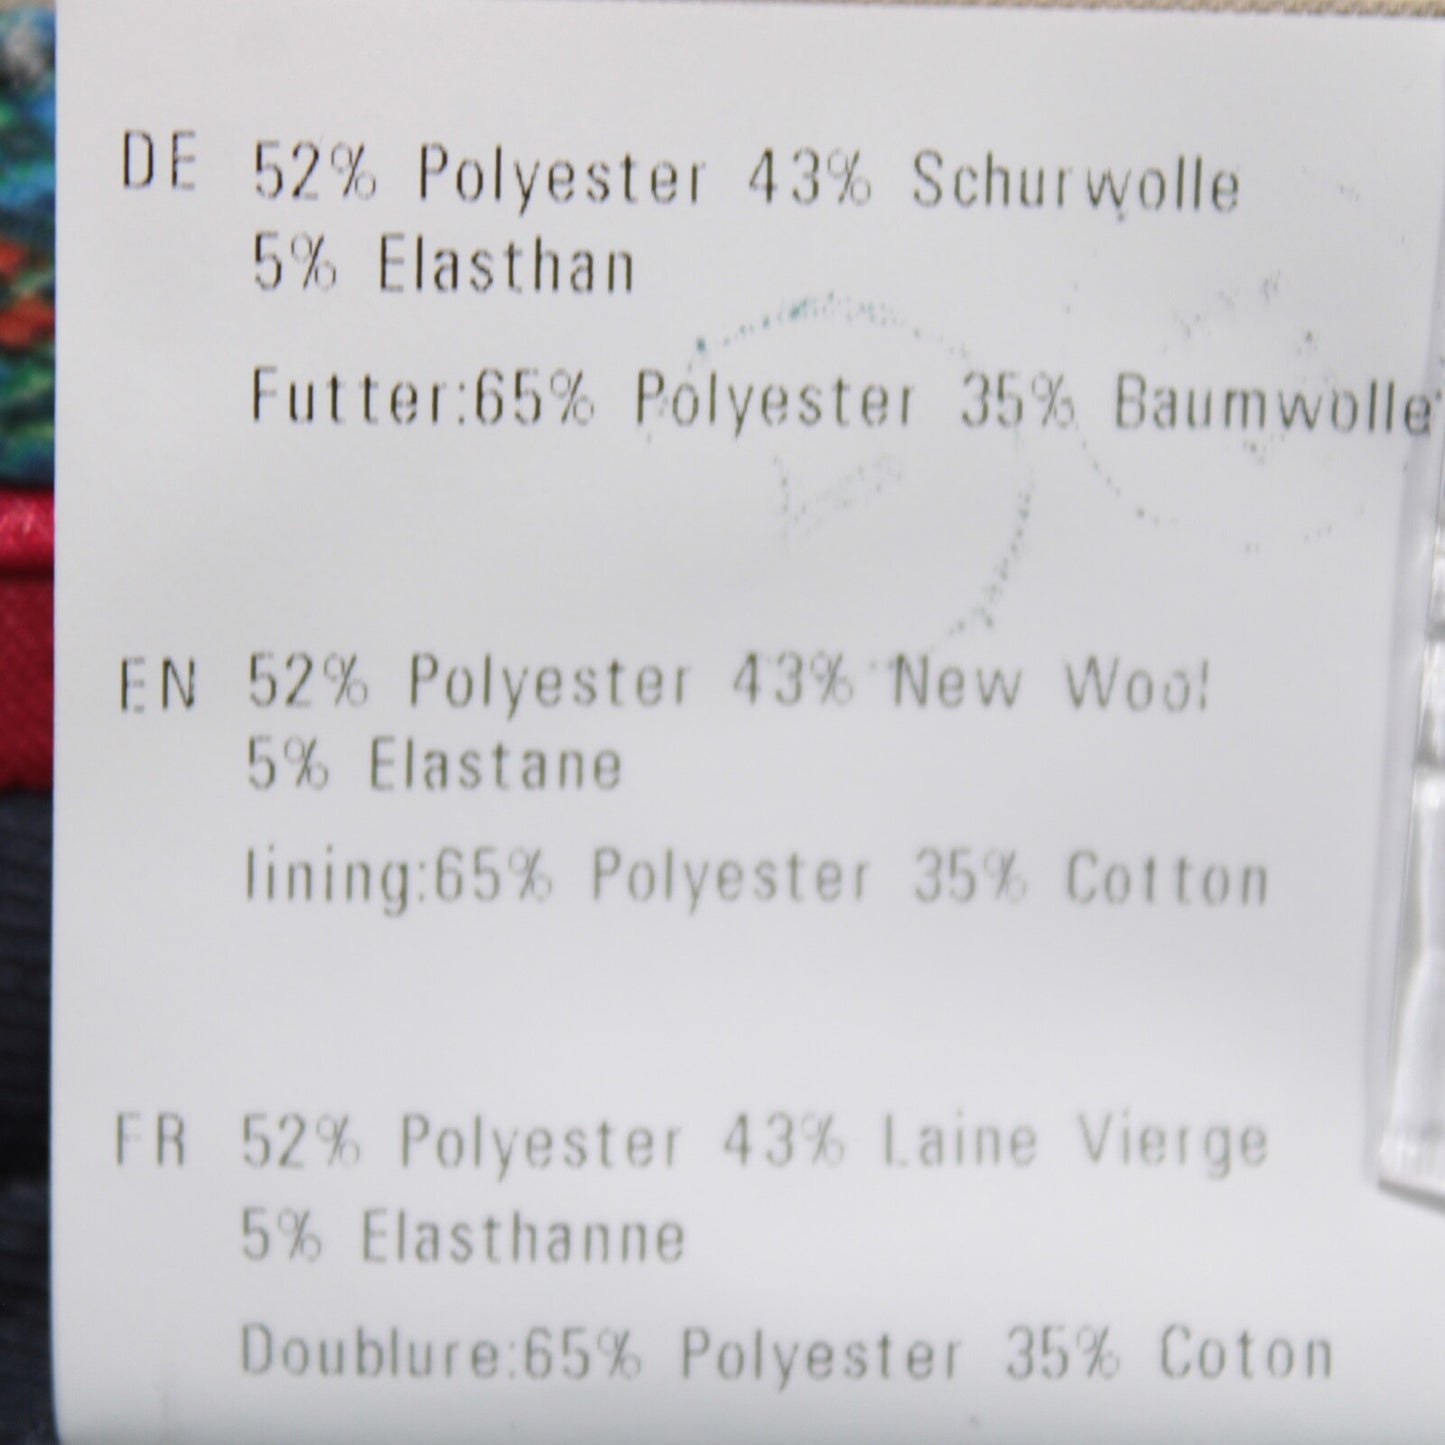 DE 52% Polyester 43% Schurwolle
5% Elasthan
Futter:65% Polyester 35% Baumwolle
EN 52% Polyester 43% New Wool
5% Elastane
lining:65% Polyester 35% Cotton
FR 52% Polyester 43% Laine Vierge
5% Elasthanne
Doublure:65% Polyester 35% Coton